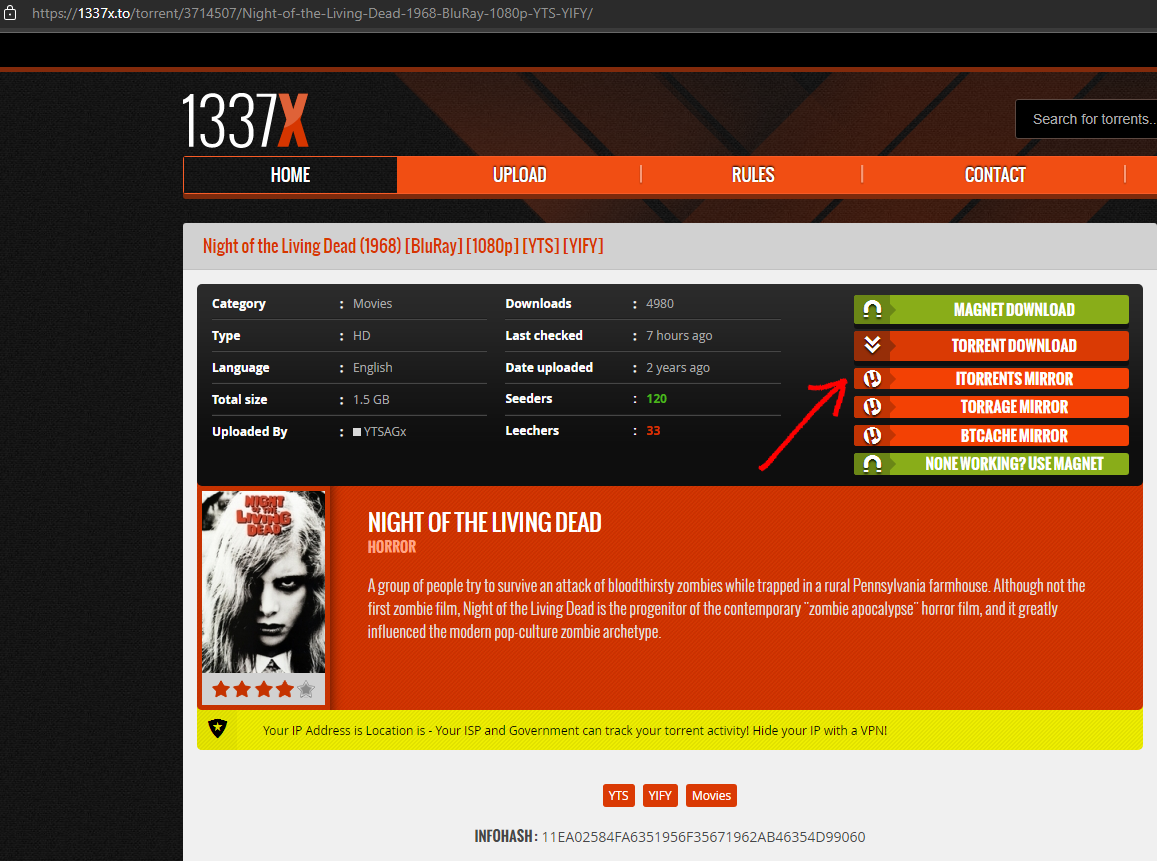 https://1337x.to/torrent/3714507/Night-of-the-Living-Dead-1968-BluRay-1080p-YTS-YIFY/
1337X
Search for torrents..
HOME
UPLOAD
RULES
CONTACT
Night of the Living Dead (1968) [BluRay] [1080p] [YTS] [YIFY]
Category : Movies
Type : HD
Language : English
Total size : 1.5 GB
Uploaded By : YTSAGx
Downloads : 4980
Last checked : 7 hours ago
Date uploaded : 2 years ago
Seeders : 120
Leechers : 33
MAGNET DOWNLOAD
TORRENT DOWNLOAD
ITORRENTS MIRROR
TORRAGE MIRROR
BTCACHE MIRROR
NONE WORKING? USE MAGNET
NIGHT
OF THE
LIVING
DEAD
NIGHT OF THE LIVING DEAD
HORROR
A group of people try to survive an attack of bloodthirsty zombies while trapped in a rural Pennsylvania farmhouse. Although not the
first zombie film, Night of the Living Dead is the progenitor of the contemporary ¨zombie apocalypse¨ horror film, and it greatly
influenced the modern pop-culture zombie archetype.
Your IP Address is Location is - Your ISP and Government can track your torrent activity! Hide your IP with a VPN!
YTS
YIFY
Movies
INFOHASH : 11EA02584FA6351956F35671962AB46354D99060